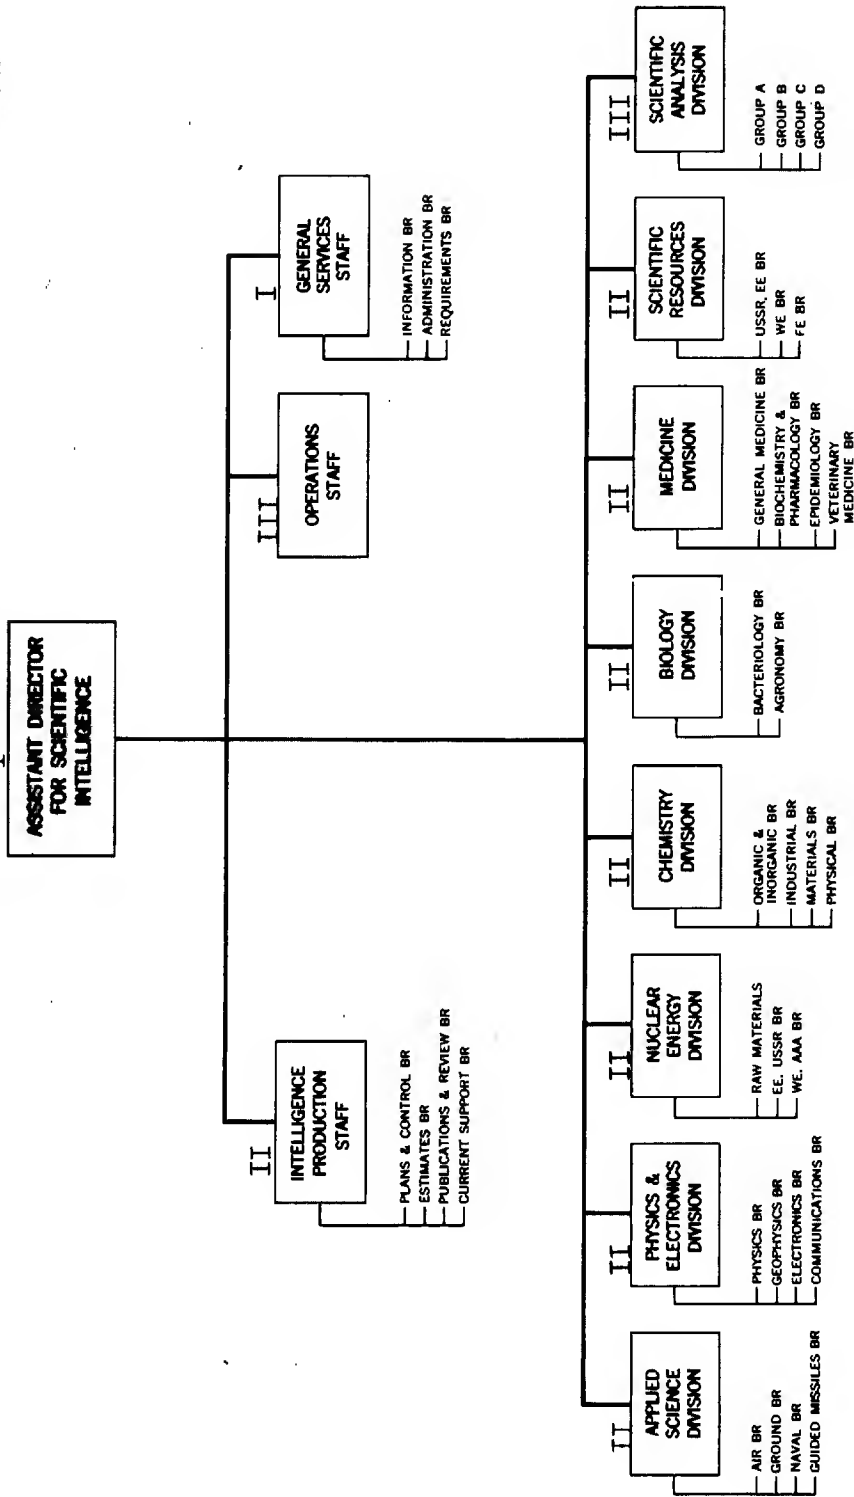 I
ASSISTANT DIRECTOR
FOR SCIENTIFIC
INTELLIGENCE
II
INTELLIGENCE
PRODUCTION
STAFF
PLANS & CONTROL BR
ESTIMATES BR
PUBLICATIONS & REVIEW BR
CURRENT SUPPORT BR
III
OPERATIONS
STAFF
I
GENERAL
SERVICES
STAFF
INFORMATION BR
ADMINISTRATION BR
REQUIREMENTS BR
II
APPLIED
SCIENCE
DIVISION
AIR BR
GROUND BR
NAVAL BR
GUIDED MISSILES BR
II
PHYSICS &
ELECTRONICS
DIVISION
PHYSICS BR
GEOPHYSICS BR
ELECTRONICS BR
COMMUNICATIONS BR
II
NUCLEAR
ENERGY
DIVISION
RAW MATERIALS
EE, USSR BR
WE, AAA BR
II
CHEMISTRY
DIVISION
ORGANIC &
INORGANIC BR
INDUSTRIAL BR
MATERIALS BR
PHYSICAL BR
II
BIOLOGY
DIVISION
BACTERIOLOGY BR
AGRONOMY BR
II
MEDICINE
DIVISION
GENERAL MEDICINE BR
BIOCHEMISTRY &
PHARMACOLOGY BR
EPIDEMIOLOGY BR
VETERINARY
MEDICINE BR
II
SCIENTIFIC
RESOURCES
DIVISION
USSR, EE BR
WE BR
FE BR
III
SCIENTIFIC
ANALYSIS
DIVISION
GROUP A
GROUP B
GROUP C
GROUP D